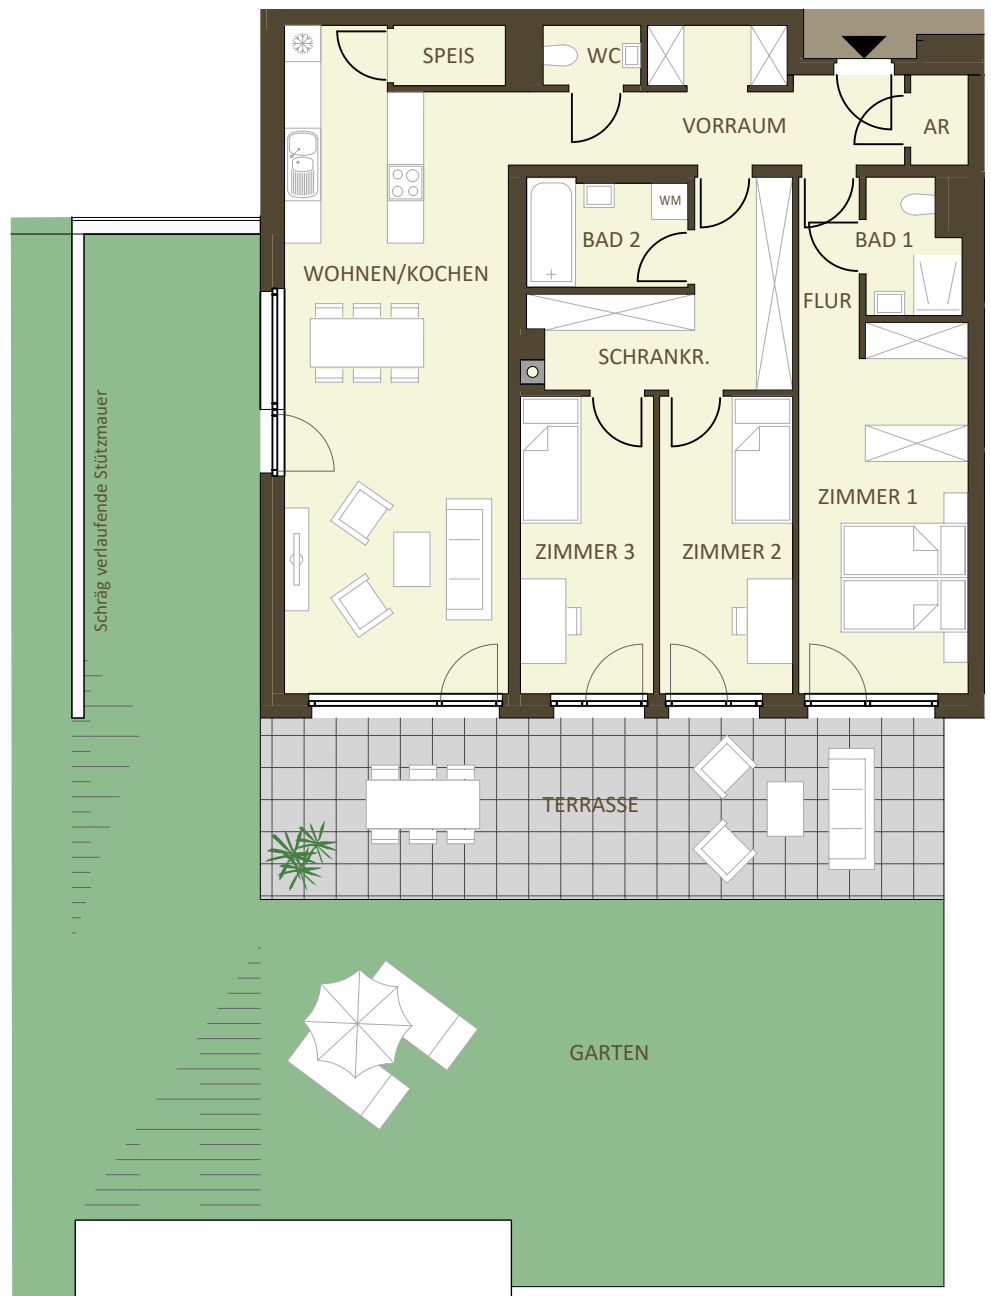 SPEIS
WC
VORRAUM
AR
WM
BAD 2
BAD 1
WOHNEN/KOCHEN
FLUR
SCHRANKR.
Schräg verlaufende Stützmauer
ZIMMER 1
ZIMMER 3
ZIMMER 2
TERRASSE
GARTEN